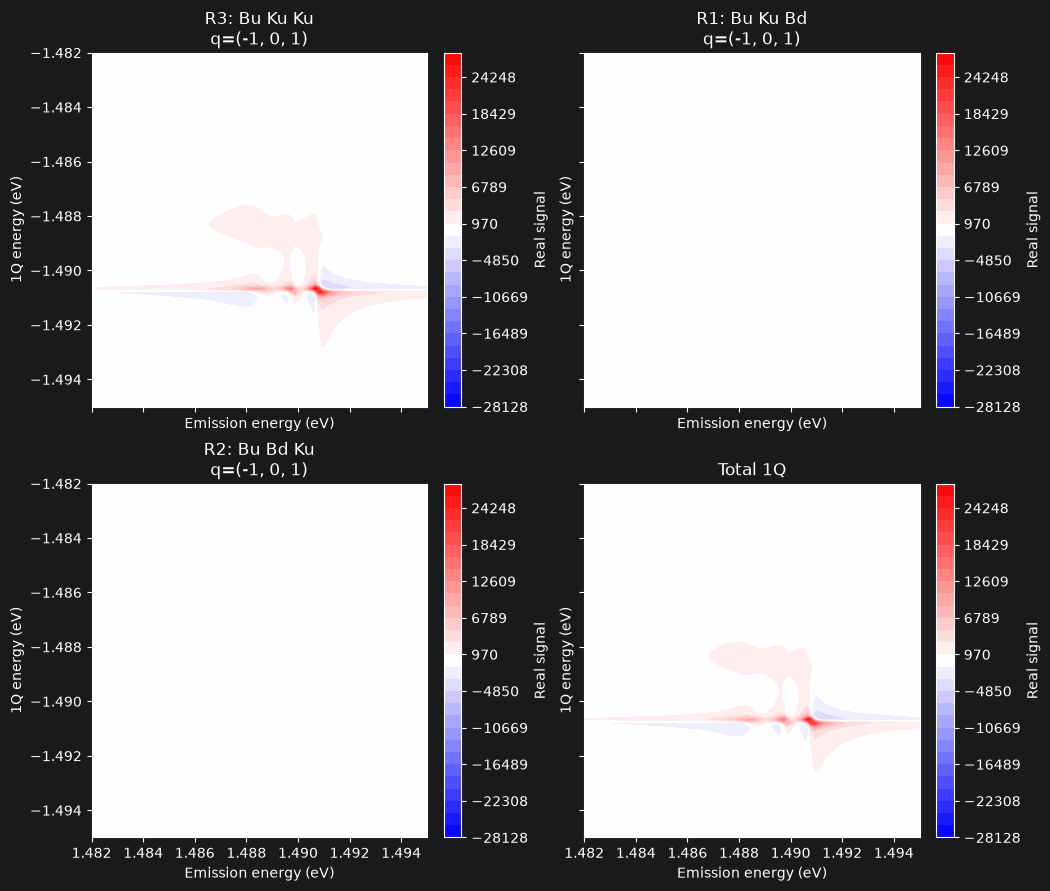 R3: Bu Ku Ku
q=(-1, 0, 1)
−1.482
−1.484
−1.486
−1.488
−1.490
−1.492
−1.494
1Q energy (eV)
Emission energy (eV)
24248
18429
12609
6789
970
−4850
−10669
−16489
−22308
−28128
Real signal
R1: Bu Ku Bd
q=(-1, 0, 1)
1Q energy (eV)
Emission energy (eV)
24248
18429
12609
6789
970
−4850
−10669
−16489
−22308
−28128
Real signal
R2: Bu Bd Ku
q=(-1, 0, 1)
−1.482
−1.484
−1.486
−1.488
−1.490
−1.492
−1.494
1Q energy (eV)
1.482 1.484 1.486 1.488 1.490 1.492 1.494
Emission energy (eV)
24248
18429
12609
6789
970
−4850
−10669
−16489
−22308
−28128
Real signal
Total 1Q
1Q energy (eV)
1.482 1.484 1.486 1.488 1.490 1.492 1.494
Emission energy (eV)
24248
18429
12609
6789
970
−4850
−10669
−16489
−22308
−28128
Real signal